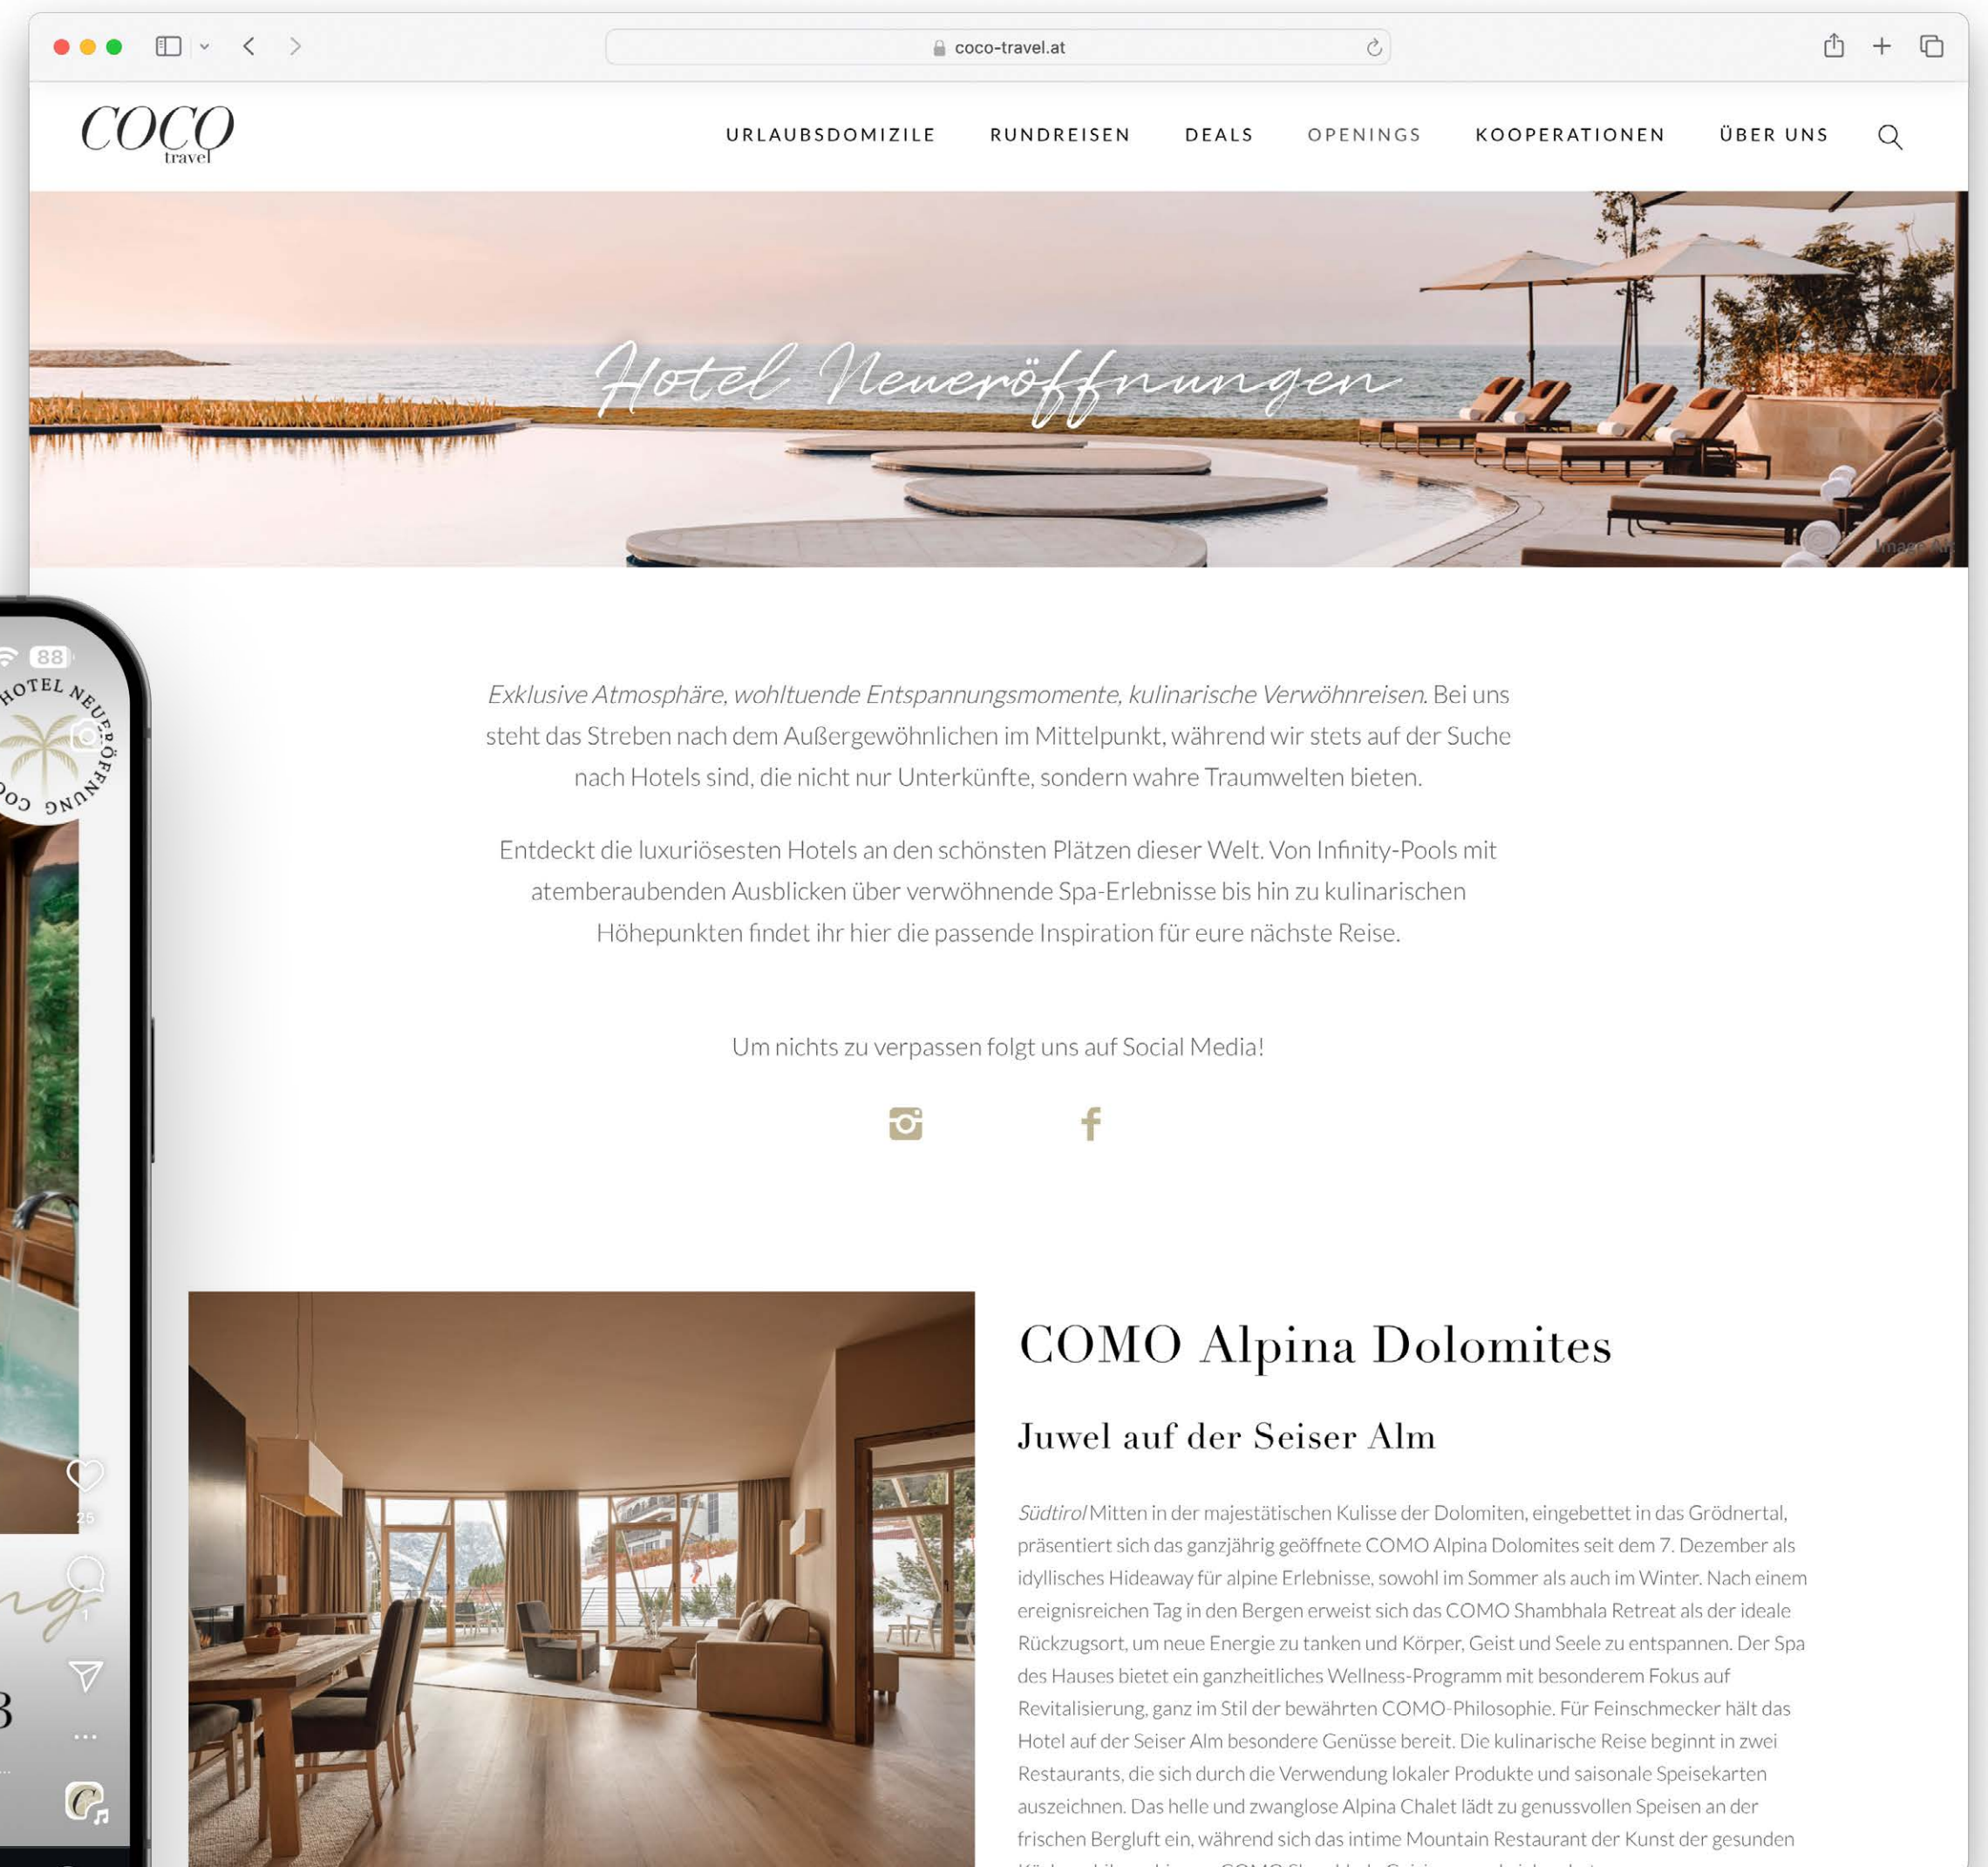 coco-travel.at
COCO
travel
URLAUBSDOMIZILE RUNDREISEN DEALS OPENINGS KOOPERATIONEN ÜBER UNS
Hotel Neueröffnungen
Exklusive Atmosphäre, wohltuende Entspannungsmomente, kulinarische Verwöhnreisen. Bei uns
steht das Streben nach dem Außergewöhnlichen im Mittelpunkt, während wir stets auf der Suche
nach Hotels sind, die nicht nur Unterkünfte, sondern wahre Traumwelten bieten.
Entdeckt die luxuriösesten Hotels an den schönsten Plätzen dieser Welt. Von Infinity-Pools mit
atemberaubenden Ausblicken über verwöhnende Spa-Erlebnisse bis hin zu kulinarischen
Höhepunkten findet ihr hier die passende Inspiration für eure nächste Reise.
Um nichts zu verpassen folgt uns auf Social Media!
COMO Alpina Dolomites
Juwel auf der Seiser Alm
Südtirol Mitten in der majestätischen Kulisse der Dolomiten, eingebettet in das Grödnertal,
präsentiert sich das ganzjährig geöffnete COMO Alpina Dolomites seit dem 7. Dezember als
idyllisches Hideaway für alpine Erlebnisse, sowohl im Sommer als auch im Winter. Nach einem
ereignisreichen Tag in den Bergen erweist sich das COMO Shambhala Retreat als der ideale
Rückzugsort, um neue Energie zu tanken und Körper, Geist und Seele zu entspannen. Der Spa
des Hauses bietet ein ganzheitliches Wellness-Programm mit besonderem Fokus auf
Revitalisierung, ganz im Stil der bewährten COMO-Philosophie. Für Feinschmecker hält das
Hotel auf der Seiser Alm besondere Genüsse bereit. Die kulinarische Reise beginnt in zwei
Restaurants, die sich durch die Verwendung lokaler Produkte und saisonale Speisekarten
auszeichnen. Das helle und zwanglose Alpina Chalet lädt zu genussvollen Speisen an der
frischen Bergluft ein, während sich das intime Mountain Restaurant der Kunst der gesunden
88
HOTEL NEUERÖFFNUNG
25
1
3